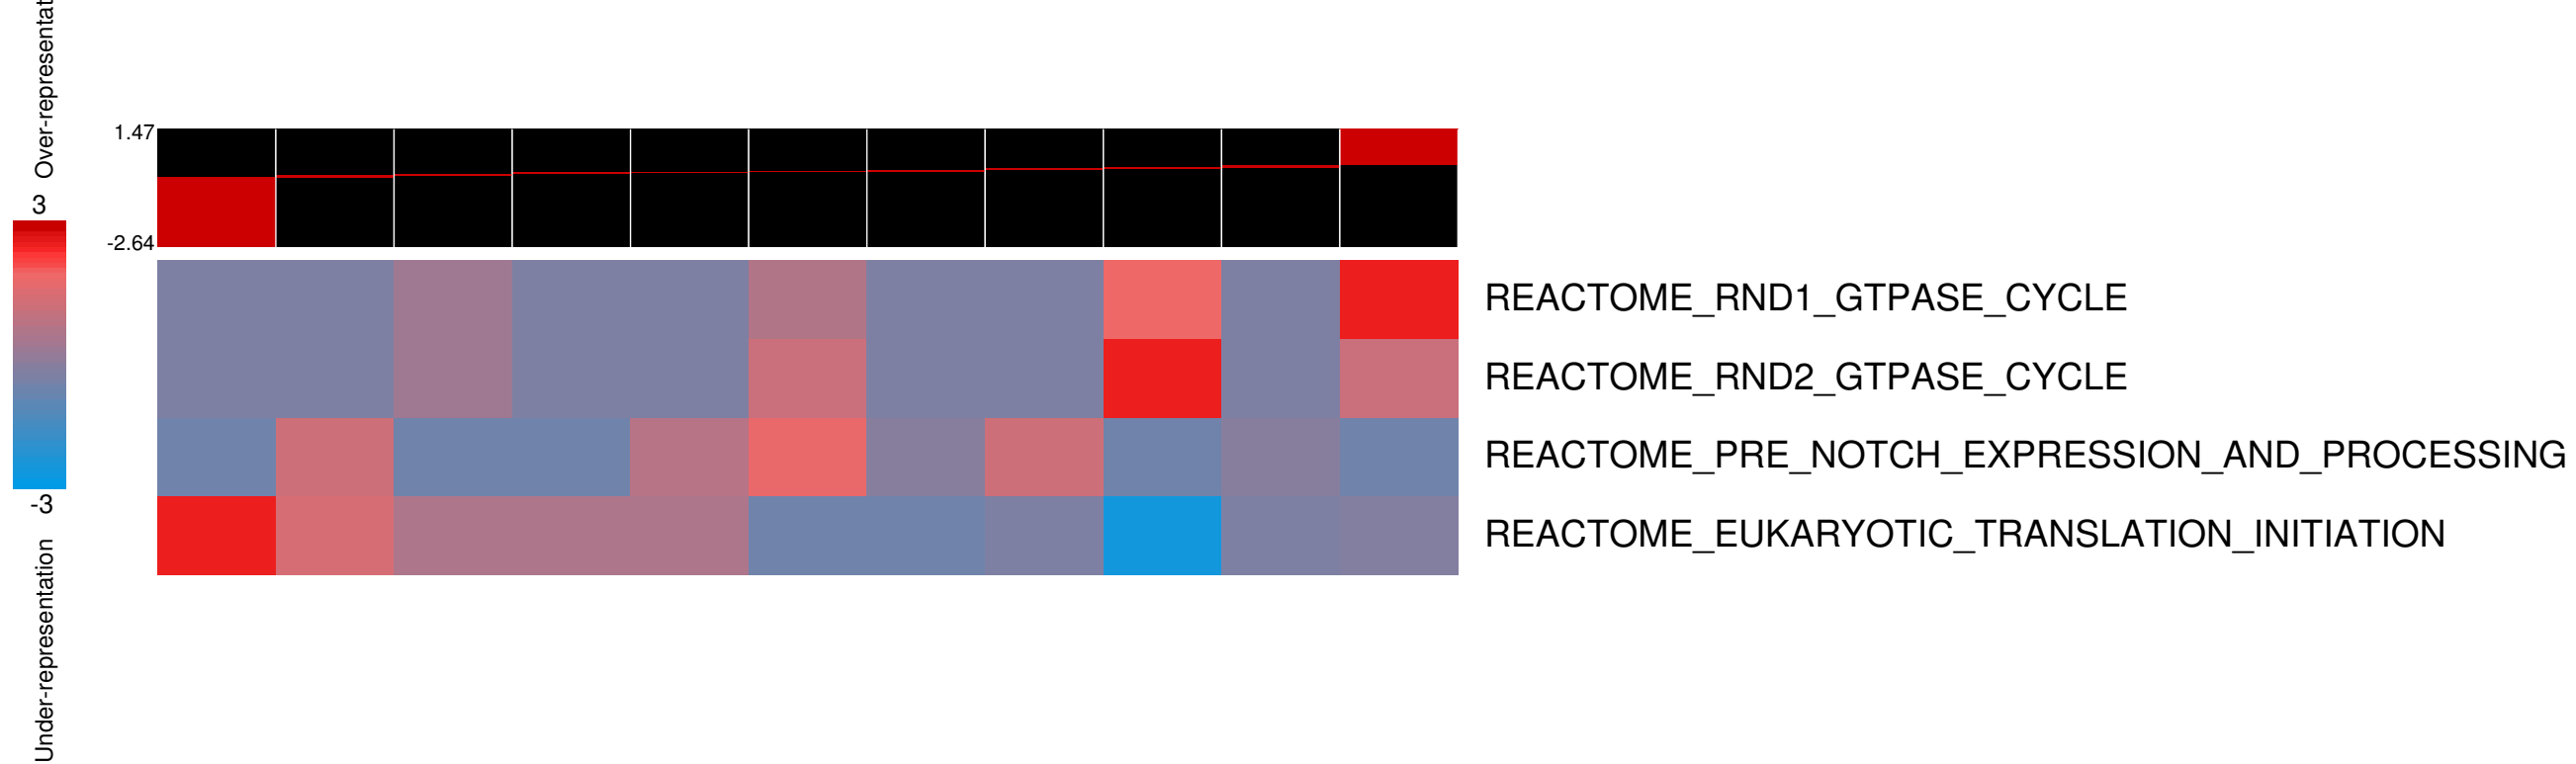 Over-representat
3
-3
Under-representation
1.47
-2.64
REACTOME_RND1_GTPASE_CYCLE
REACTOME_RND2_GTPASE_CYCLE
REACTOME_PRE_NOTCH_EXPRESSION_AND_PROCESSING
REACTOME_EUKARYOTIC_TRANSLATION_INITIATION